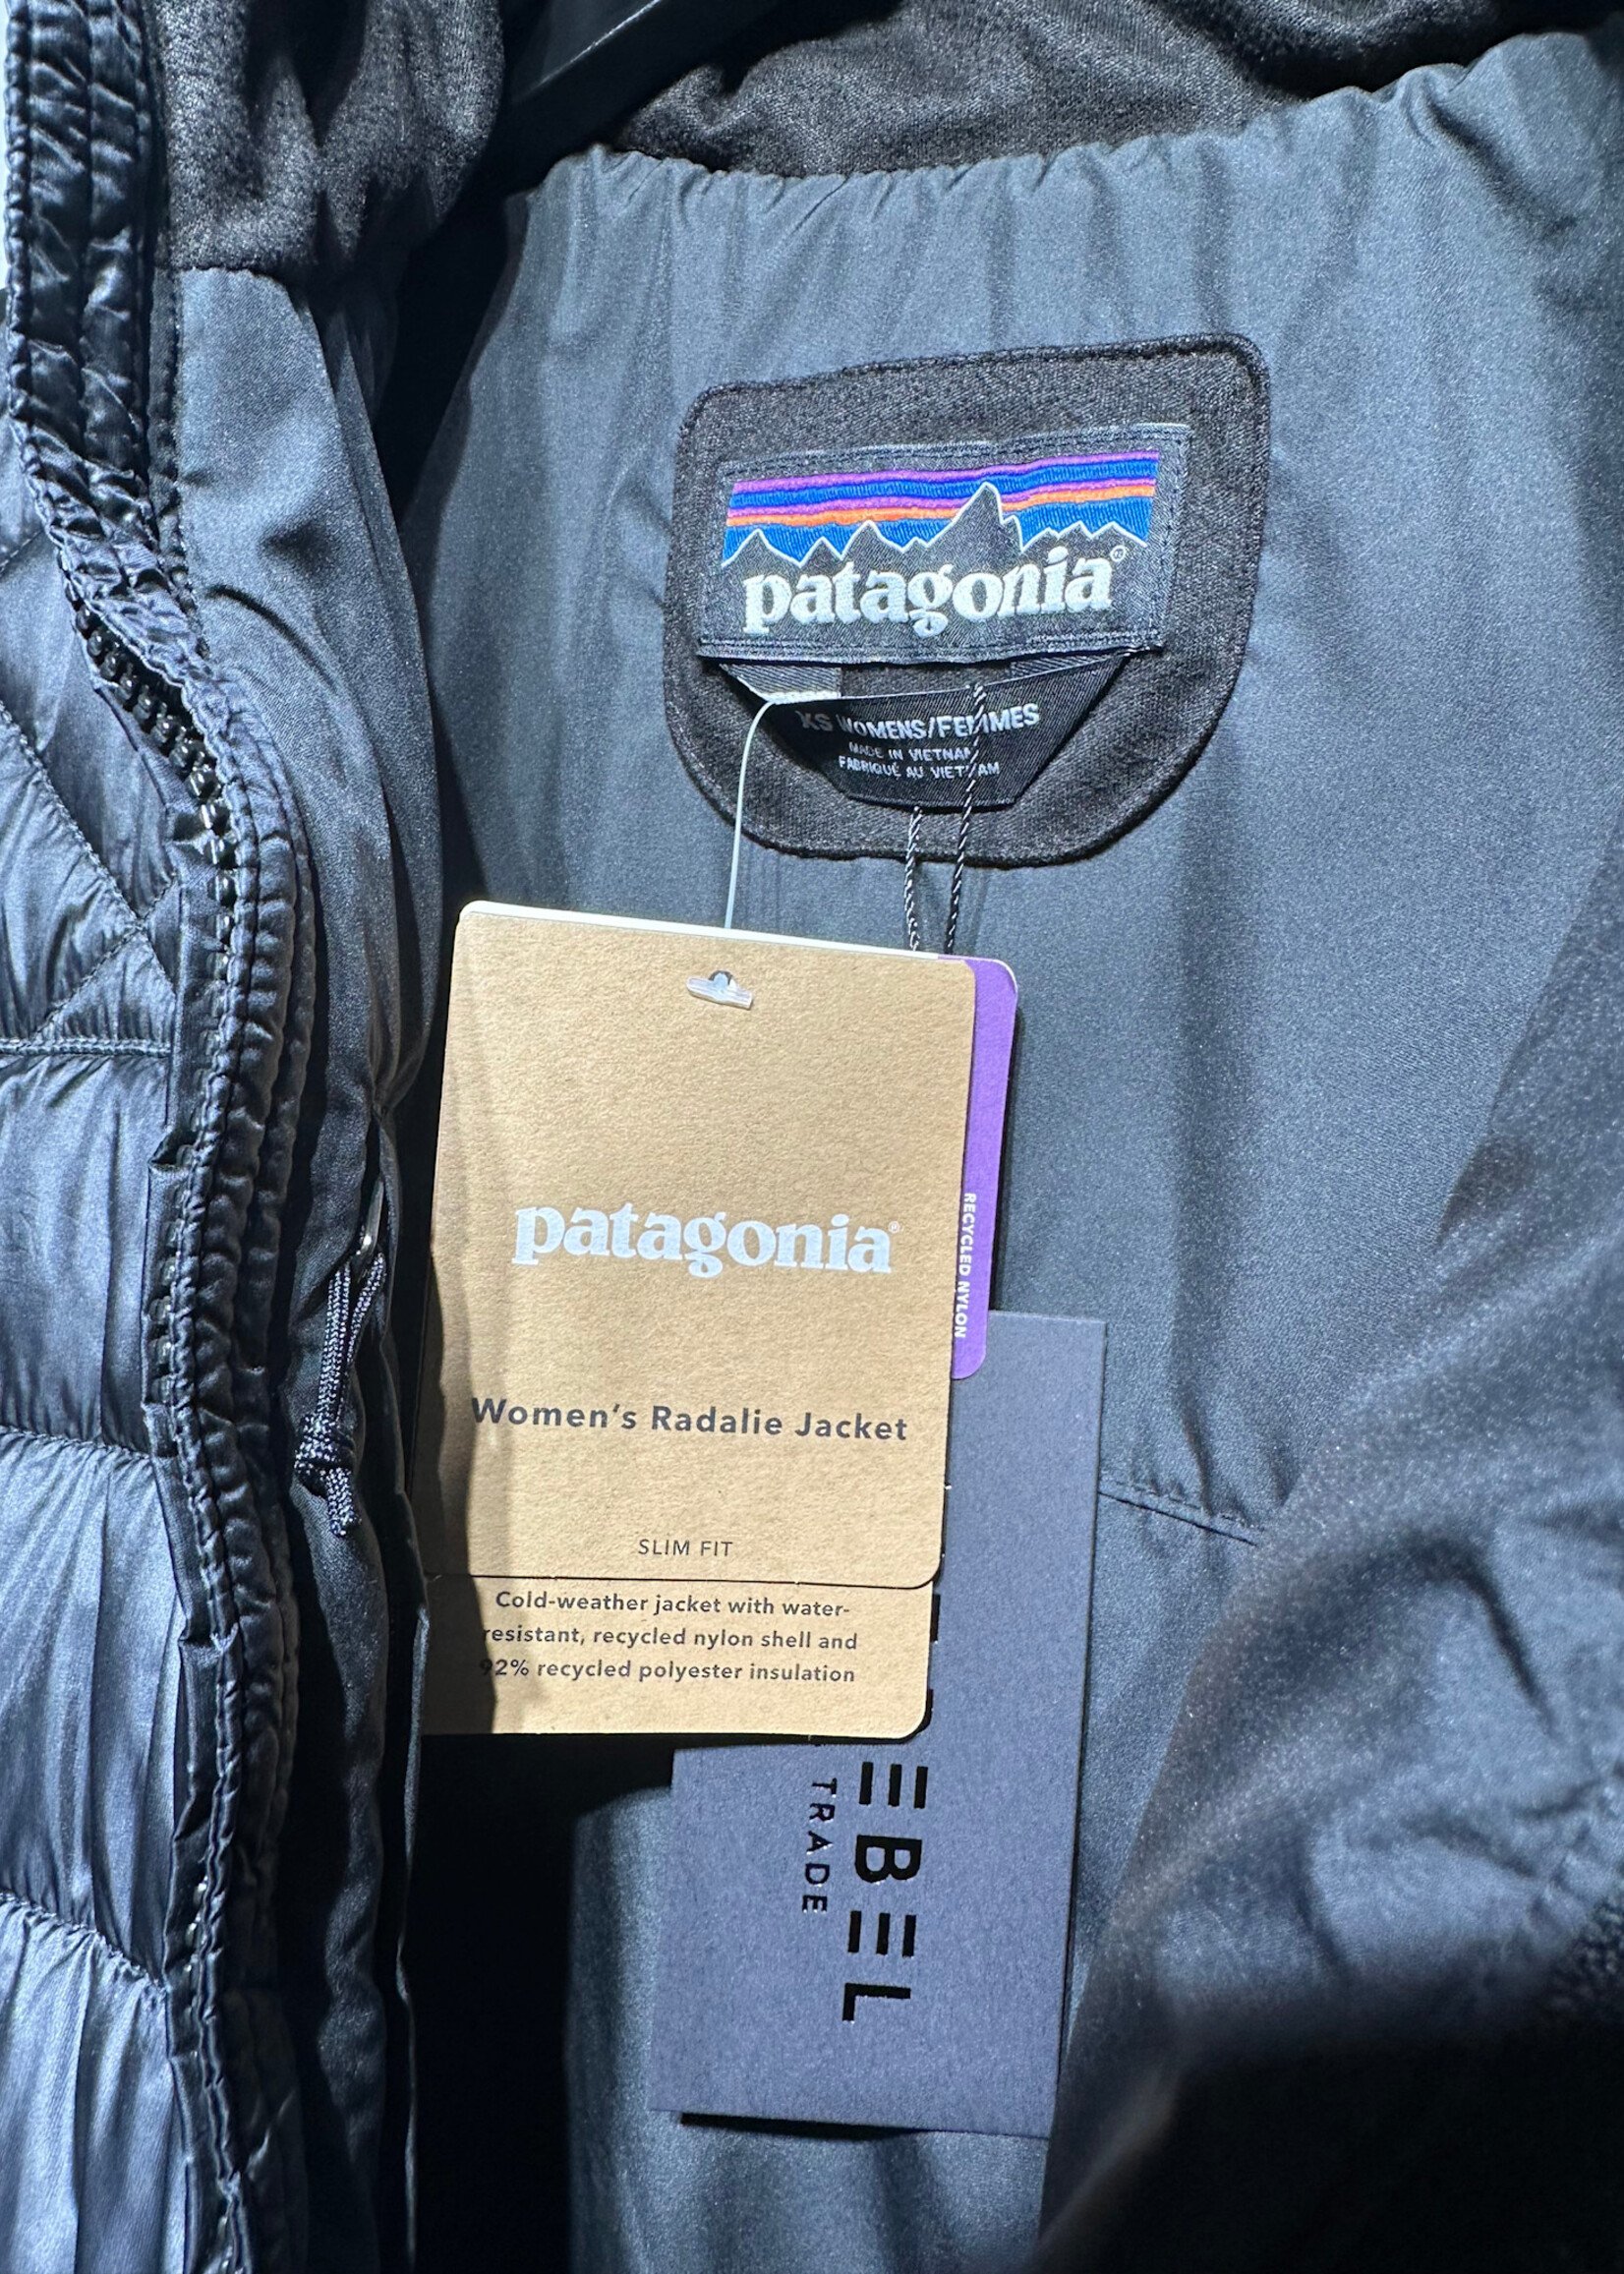 patagonia®
XS WOMENS/FEMMES
MADE IN VIETNAM
FABRIQUÉ AU VIETNAM
patagonia®
RECYCLED NYLON
Women's Radalie Jacket
SLIM FIT
Cold-weather jacket with water-
resistant, recycled nylon shell and
92% recycled polyester insulation
TRADE